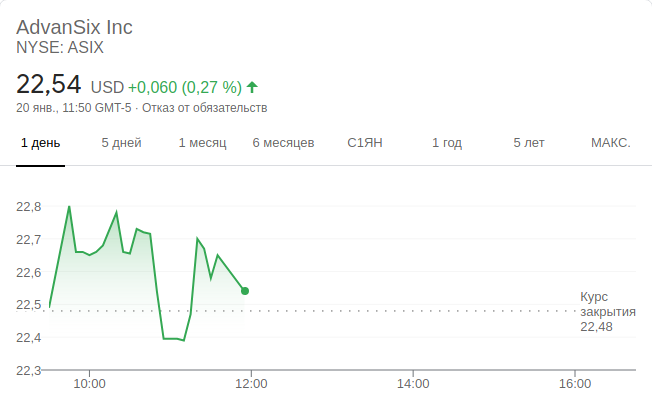 AdvanSix Inc
NYSE: ASIX
22,54 USD +0,060 (0,27 %)
20 янв., 11:50 GMT-5 · Отказ от обязательств
1 день 5 дней 1 месяц 6 месяцев С1ЯН 1 год 5 лет МАКС.
22,8
22,7
22,6
22,5
22,4
22,3
Курс
закрытия
22,48
10:00 12:00 14:00 16:00